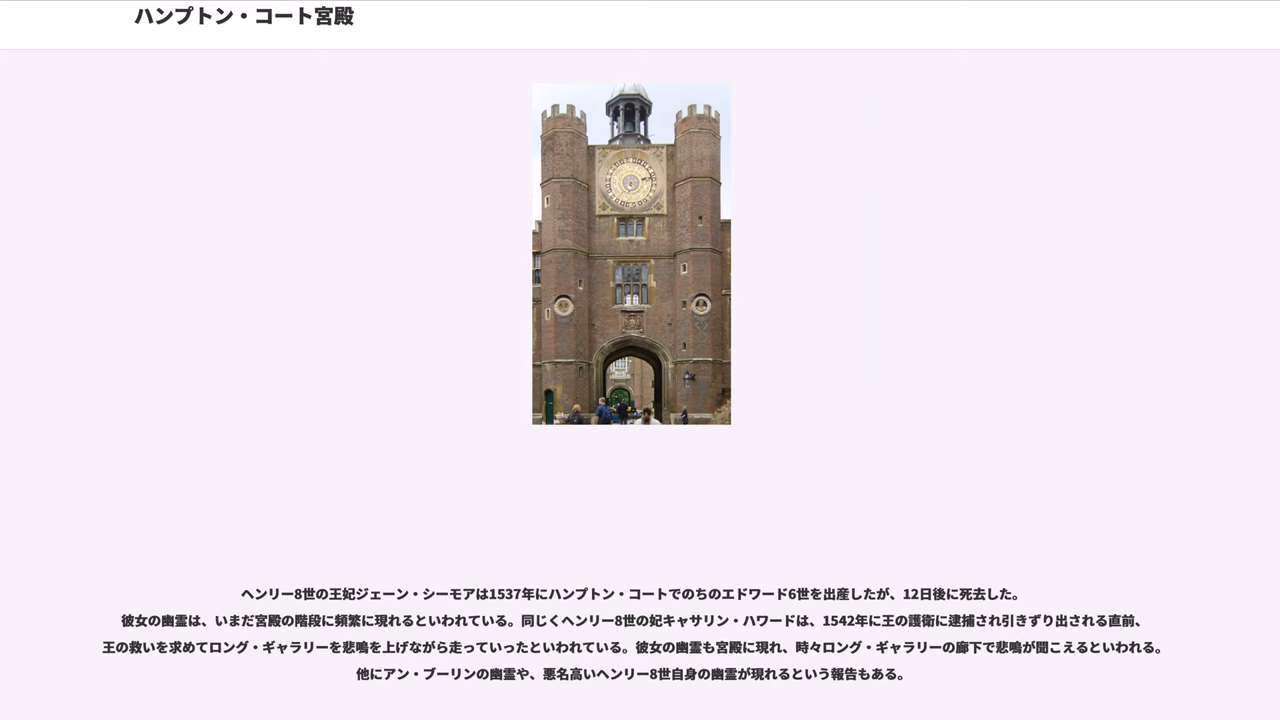 ハンプトン・コート宮殿
ヘンリー8世の王妃ジェーン・シーモアは1537年にハンプトン・コートでのちのエドワード6世を出産したが、12日後に死去した。
彼女の幽霊は、いまだ宮殿の階段に頻繁に現れるといわれている。同じくヘンリー8世の妃キャサリン・ハワードは、1542年に王の護衛に逮捕され引きずり出される直前、
王の救いを求めてロング・ギャラリーを悲鳴を上げながら走っていったといわれている。彼女の幽霊も宮殿に現れ、時々ロング・ギャラリーの廊下で悲鳴が聞こえるといわれる。
他にアン・ブーリンの幽霊や、悪名高いヘンリー8世自身の幽霊が現れるという報告もある。